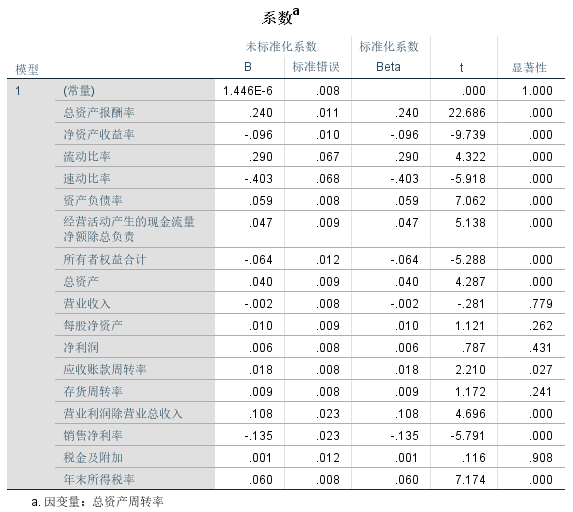 系数a
未标准化系数 标准化系数
模型 B 标准错误 Beta t 显著性
1 (常量) 1.446E-6 .008 .000 1.000
总资产报酬率 .240 .011 .240 22.686 .000
净资产收益率 -.096 .010 -.096 -9.739 .000
流动比率 .290 .067 .290 4.322 .000
速动比率 -.403 .068 -.403 -5.918 .000
资产负债率 .059 .008 .059 7.062 .000
经营活动产生的现金流量
净额除总负责 .047 .009 .047 5.138 .000
所有者权益合计 -.064 .012 -.064 -5.288 .000
总资产 .040 .009 .040 4.287 .000
营业收入 -.002 .008 -.002 -.281 .779
每股净资产 .010 .009 .010 1.121 .262
净利润 .006 .008 .006 .787 .431
应收账款周转率 .018 .008 .018 2.210 .027
存货周转率 .009 .008 .009 1.172 .241
营业利润除营业总收入 .108 .023 .108 4.696 .000
销售净利率 -.135 .023 -.135 -5.791 .000
税金及附加 .001 .012 .001 .116 .908
年末所得税率 .060 .008 .060 7.174 .000
a. 因变量：总资产周转率